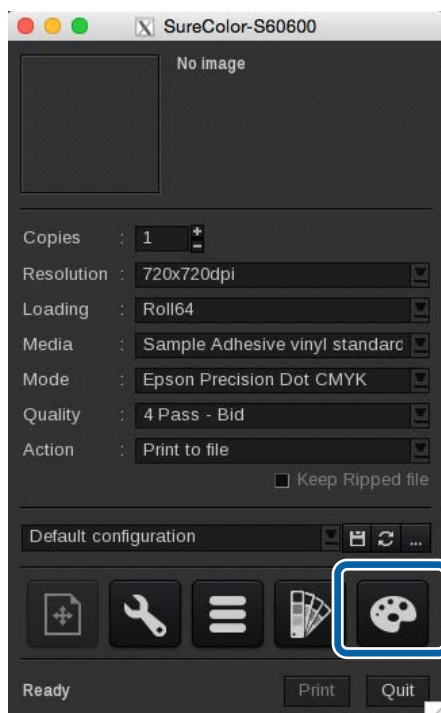 SureColor-S60600
No image
Copies : 1
Resolution : 720x720dpi
Loading : Roll64
Media : Sample Adhesive vinyl standard
Mode : Epson Precision Dot CMYK
Quality : 4 Pass - Bid
Action : Print to file
Keep Ripped file
Default configuration ...
Ready Print Quit